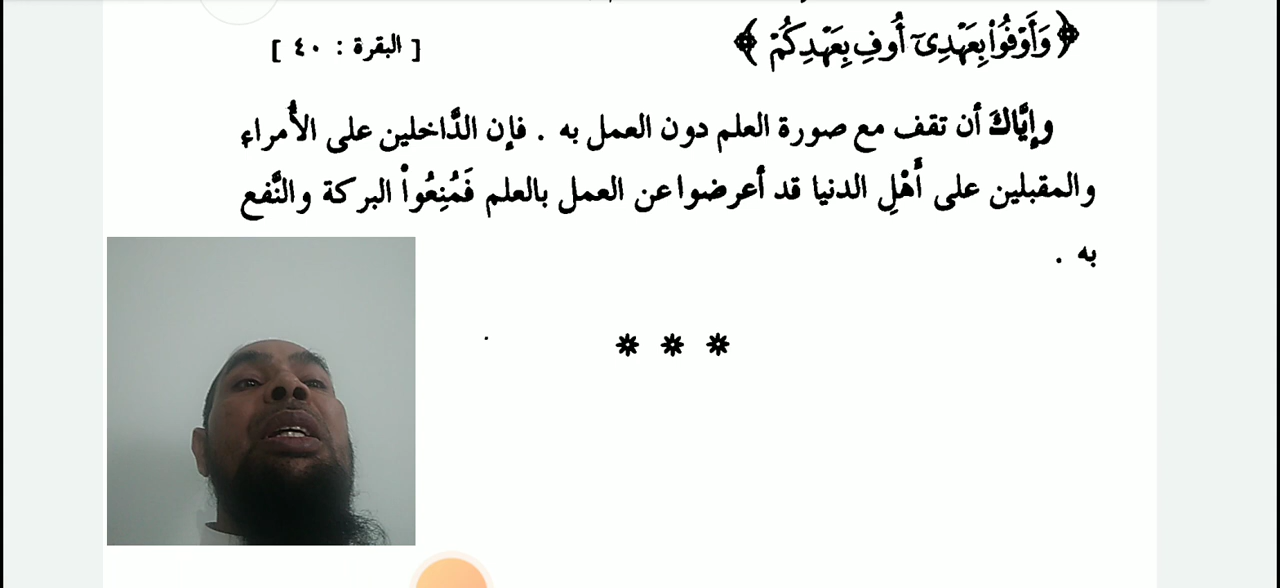 ﴿ وَأَوْفُوا۟ بِعَهْدِىٓ أُوفِ بِعَهْدِكُمْ ﴾ [ البقرة : ٤٠ ]
وإيَّاكَ أن تقف مع صورة العلم دون العمل به . فإن الدَّاخلين على الأُمراء
والمقبلين على أَهْلِ الدنيا قد أعرضوا عن العمل بالعلم فَمُنِعُواْ البركة والنَّفع
به .